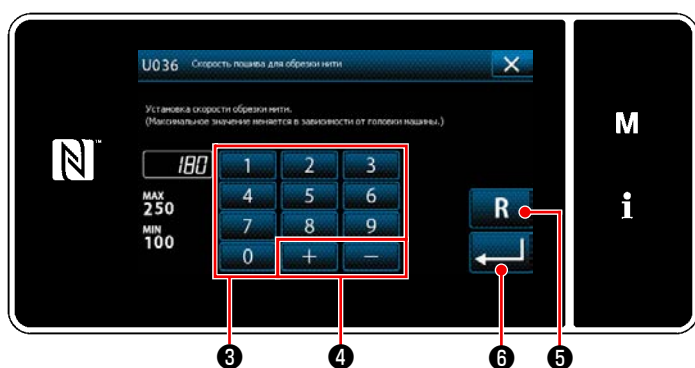 U036 Скорость пошива для обрезки нити
Установка скорости обрезки нити.
(Максимальное значение меняется в зависимости от головки машины.)
N™
180
1 2 3
MAX
250
4 5 6
MIN
100
7 8 9
0 + −
R
M
i
❸ ❹ ❻ ❺